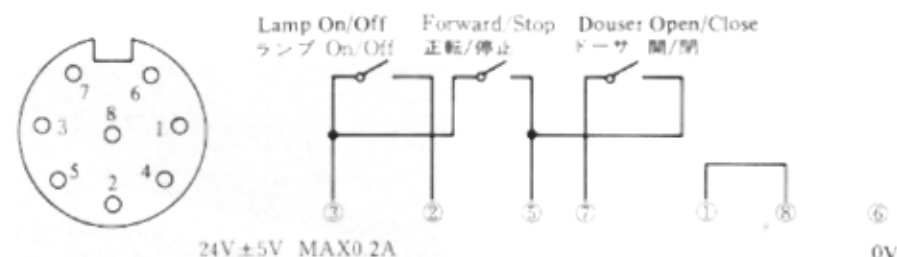 Lamp On/Off Forward/Stop Douser Open/Close
ランプ On/Off 正転/停止 ドーサ 開/閉
7 6
8
3 1
5 2 4
③ ② ⑤ ⑦ ① ⑧ ⑥
24V±5V MAX0.2A 0V